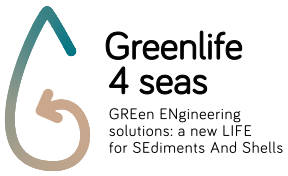 Greenlife
4 seas
GREen ENgineering
solutions: a new LIFE
for SEdiments And Shells